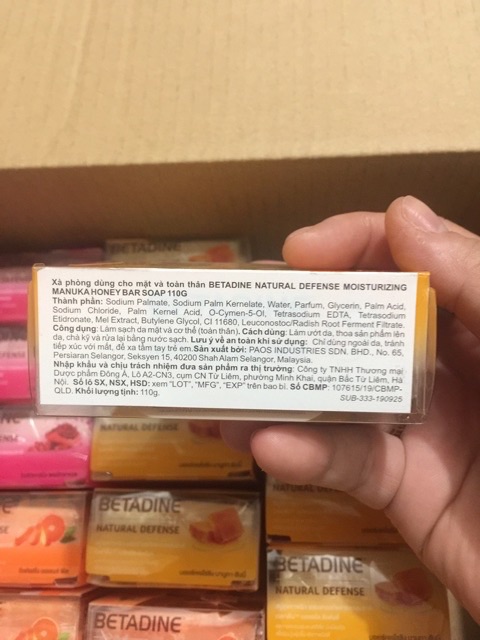 BETADINE
Xà phòng dùng cho mặt và toàn thân BETADINE NATURAL DEFENSE MOISTURIZING
MANUKA HONEY BAR SOAP 110G
Thành phần: Sodium Palmate, Sodium Palm Kernelate, Water, Parfum, Glycerin, Palm Acid,
Sodium Chloride, Palm Kernel Acid, O-Cymen-5-Ol, Tetrasodium EDTA, Tetrasodium
Etidronate, Mel Extract, Butylene Glycol, CI 11680, Leuconostoc/Radish Root Ferment Filtrate.
Công dụng: Làm sạch da mặt và cơ thể (toàn thân). Cách dùng: Làm ướt da, thoa sản phẩm lên
da, chà kỹ và rửa lại bằng nước sạch. Lưu ý về an toàn khi sử dụng: Chỉ dùng ngoài da, tránh
tiếp xúc với mắt, để xa tầm tay trẻ em. Sản xuất bởi: PAOS INDUSTRIES SDN. BHD., No. 65,
Persiaran Selangor, Seksyen 15, 40200 Shah Alam Selangor, Malaysia.
Nhập khẩu và chịu trách nhiệm đưa sản phẩm ra thị trường: Công ty TNHH Thương mại
Dược phẩm Đông Á, Lô A2-CN3, cụm CN Từ Liêm, phường Minh Khai, quận Bắc Từ Liêm, Hà
Nội. Số lô SX, NSX, HSD: xem "LOT", "MFG", "EXP" trên bao bì. Số CBMP: 107615/19/CBMP-
QLD. Khối lượng tịnh: 110g.
SUB-333-190925
BETADINE
NATURAL DEFENSE
BETADINE
NATURAL DEFENSE
BETADINE
NATURAL DEFENSE